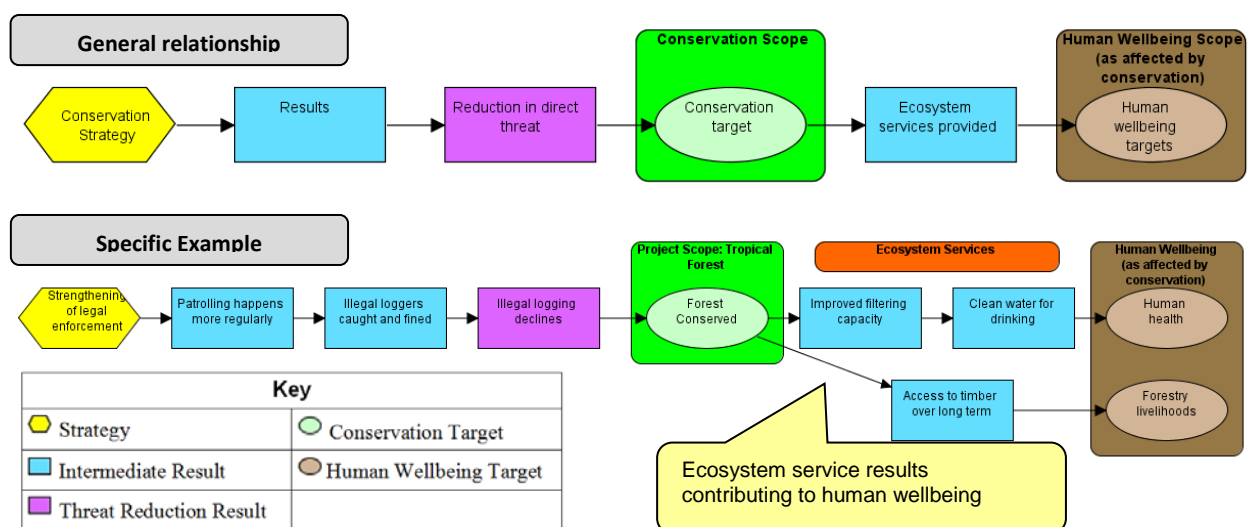 General relationship
Conservation
Strategy
Results
Reduction in direct
threat
Conservation Scope
Conservation
target
Ecosystem
services provided
Human Wellbeing Scope
(as affected by
conservation)
Human
wellbeing
targets
Specific Example
Strengthening
of legal
enforcement
Patrolling happens
more regularly
Illegal loggers
caught and fined
Illegal logging
declines
Project Scope: Tropical
Forest
Forest
Conserved
Ecosystem Services
Improved filtering
capacity
Clean water for
drinking
Human Wellbeing
(as affected by
conservation)
Human
health
Access to timber
over long term
Forestry
livelihoods
Ecosystem service results
contributing to human wellbeing
Key
Strategy
Conservation Target
Intermediate Result
Human Wellbeing Target
Threat Reduction Result